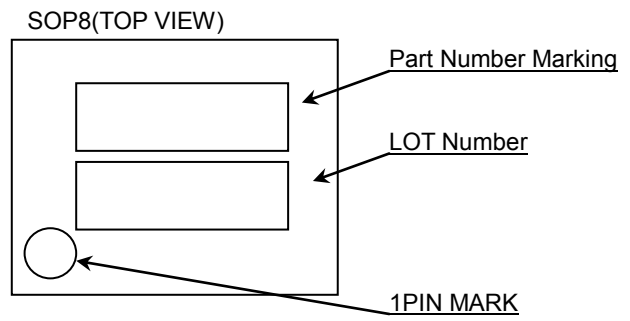 SOP8(TOP VIEW)
Part Number Marking
LOT Number
1PIN MARK